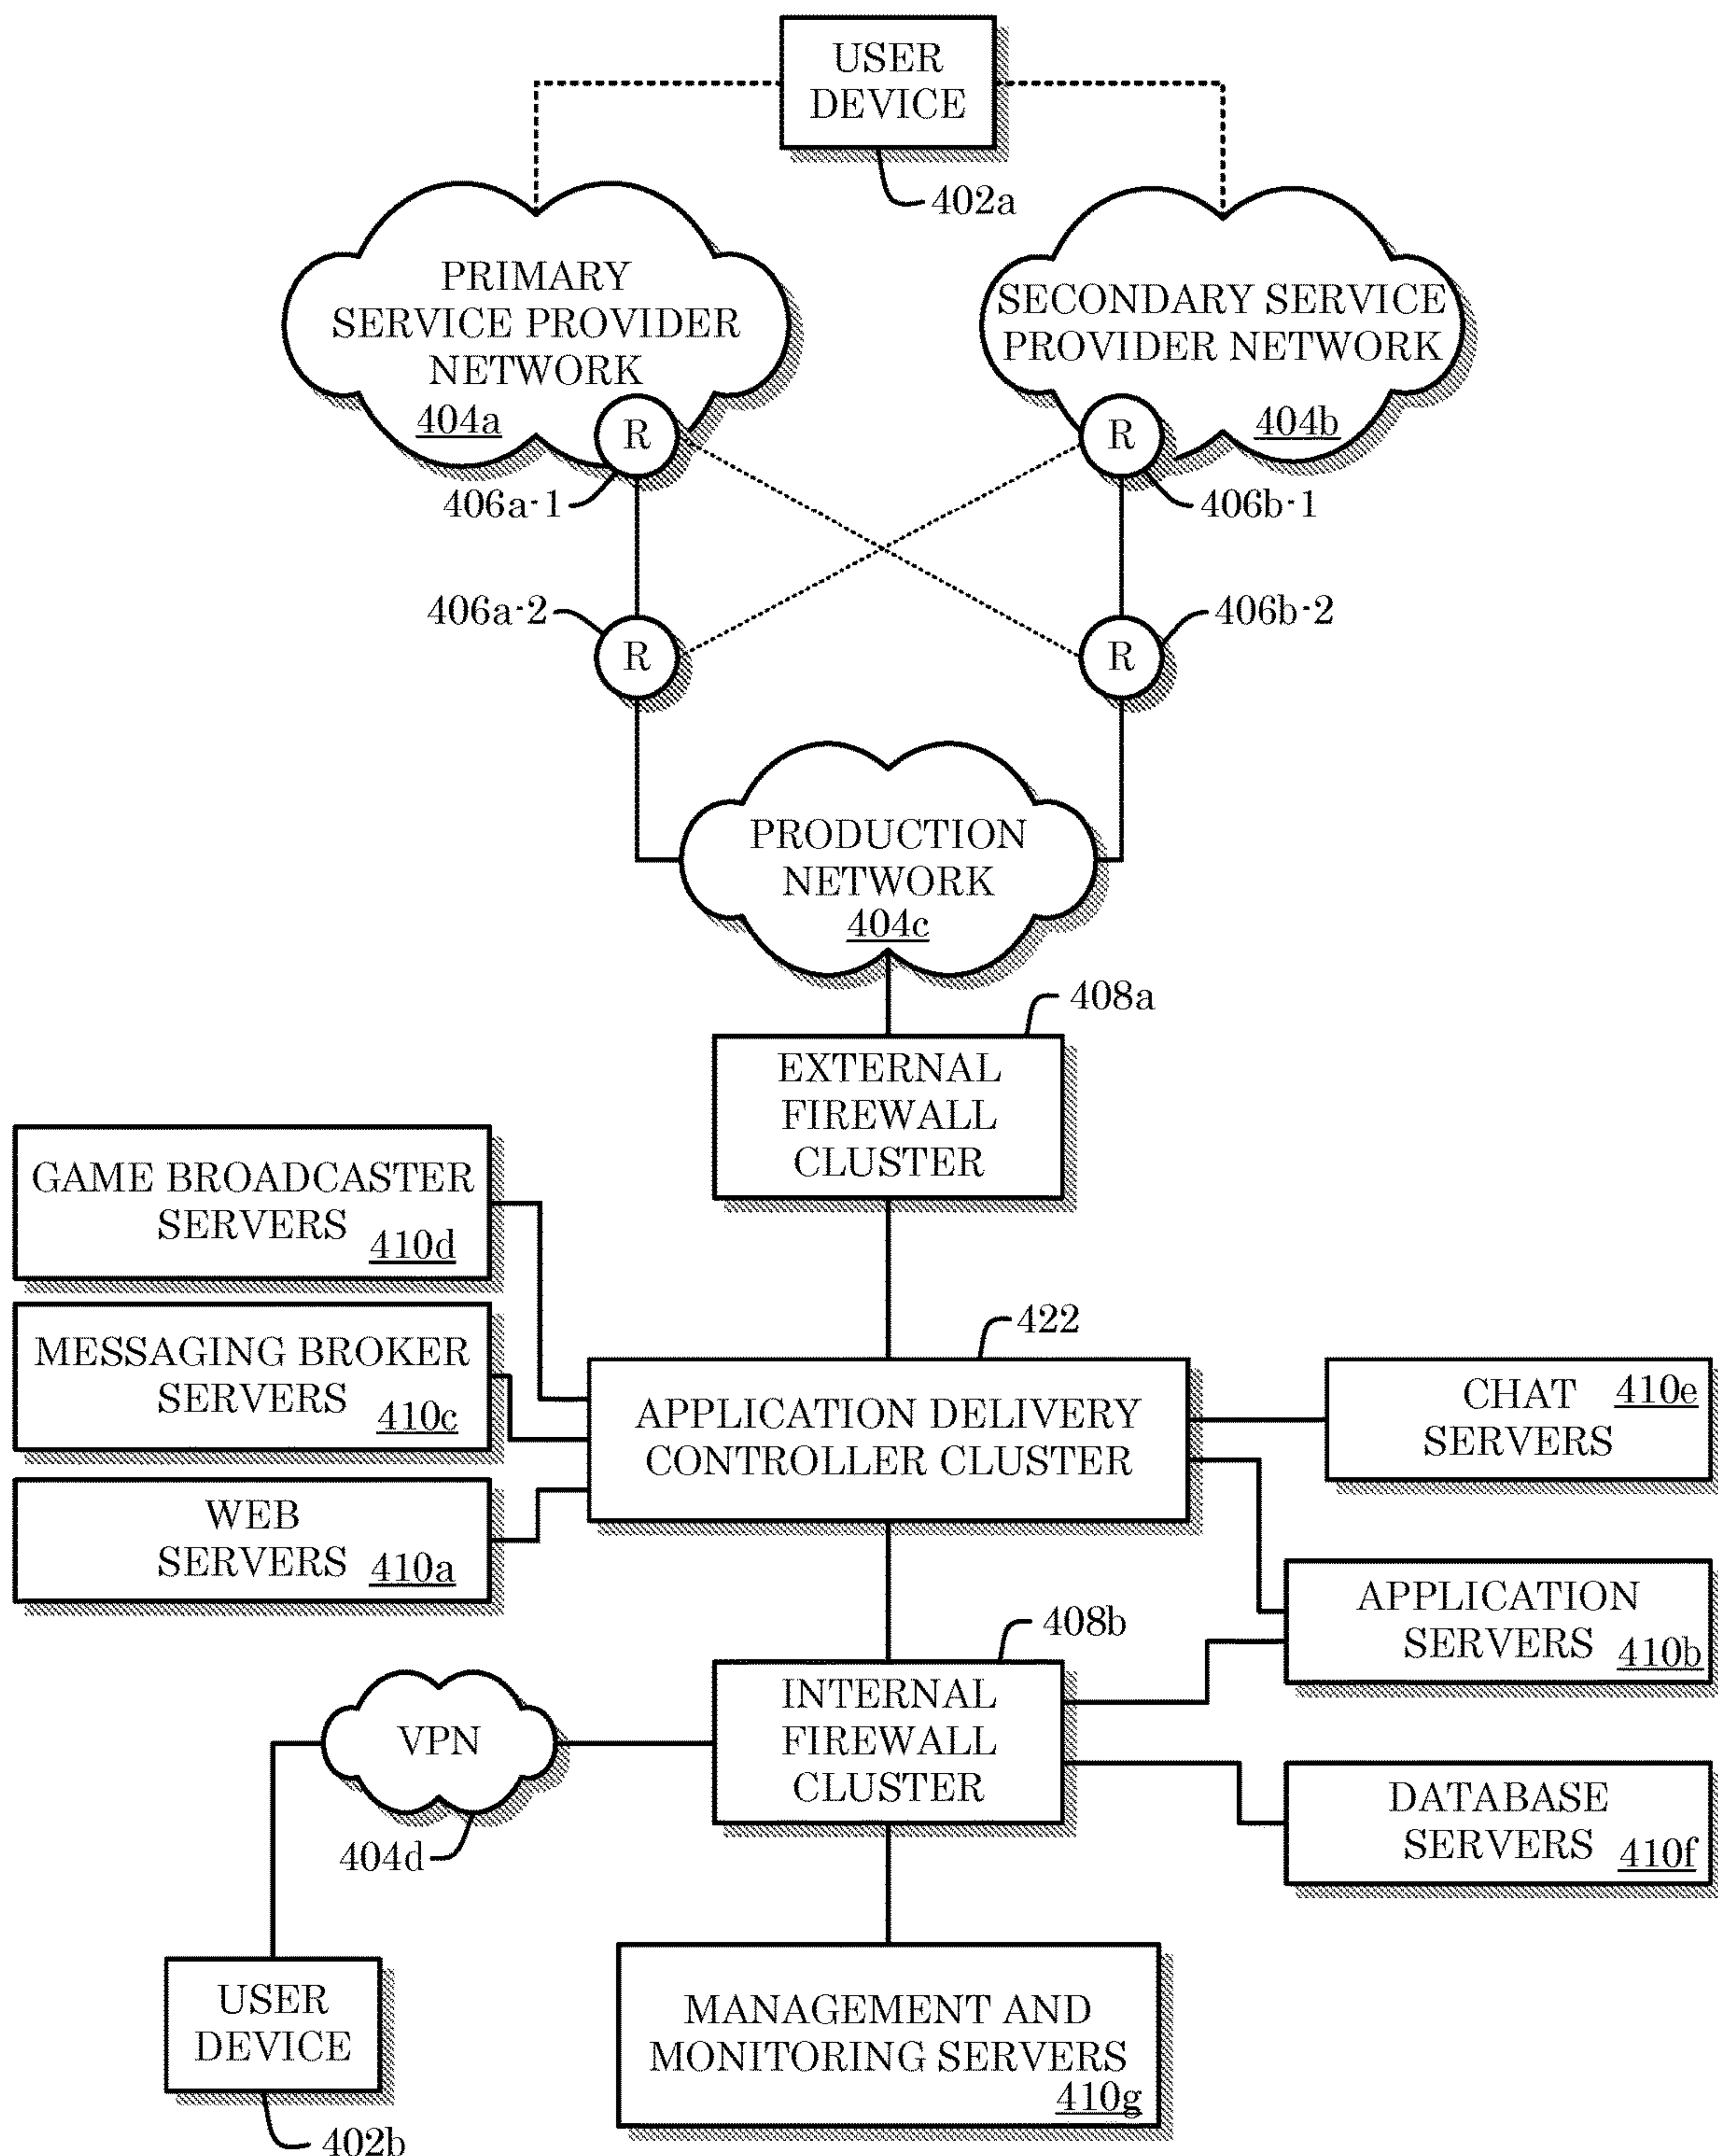 USER
DEVICE
402a
PRIMARY
SERVICE PROVIDER
NETWORK
404a
SECONDARY SERVICE
PROVIDER NETWORK
404b
R
R
406a-1
406b-1
406a-2
406b-2
R
R
PRODUCTION
NETWORK
404c
408a
EXTERNAL
FIREWALL
CLUSTER
GAME BROADCASTER
SERVERS
410d
MESSAGING BROKER
SERVERS
410c
WEB
SERVERS
410a
422
APPLICATION DELIVERY
CONTROLLER CLUSTER
CHAT
SERVERS
410e
APPLICATION
SERVERS
410b
408b
INTERNAL
FIREWALL
CLUSTER
VPN
404d
DATABASE
SERVERS
410f
USER
DEVICE
402b
MANAGEMENT AND
MONITORING SERVERS
410g